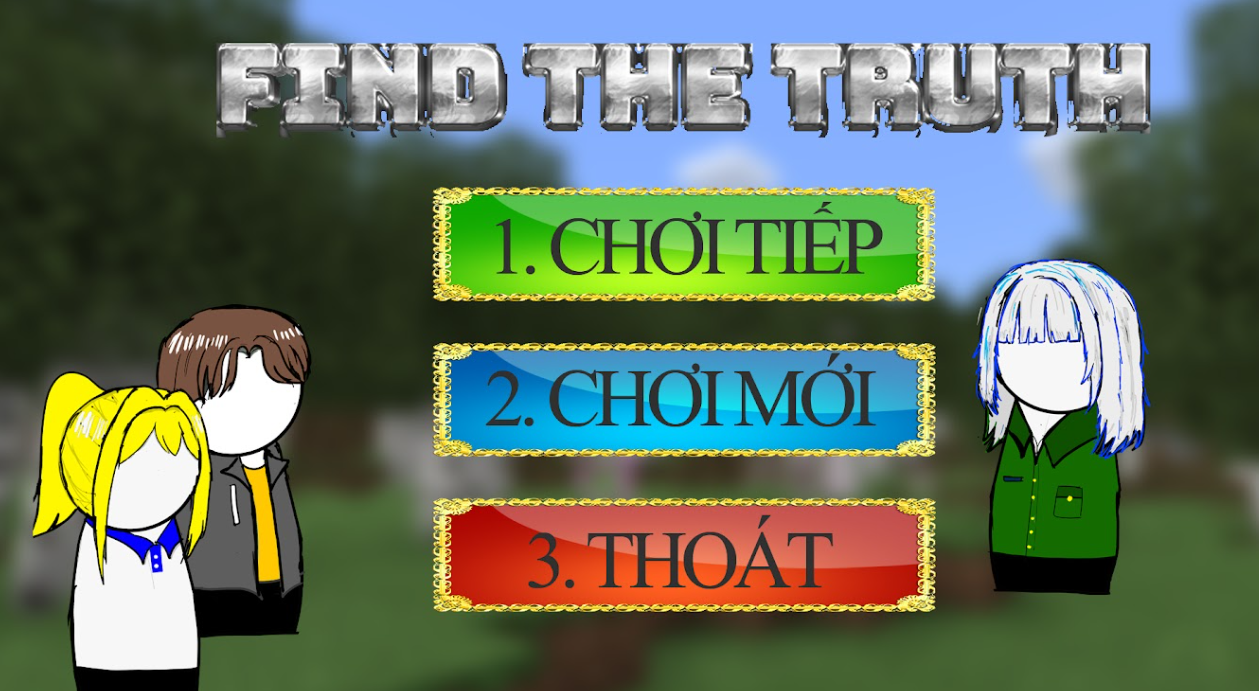 FIND THE TRUTH
1. CHƠI TIẾP
2. CHƠI MỚI
3. THOÁT